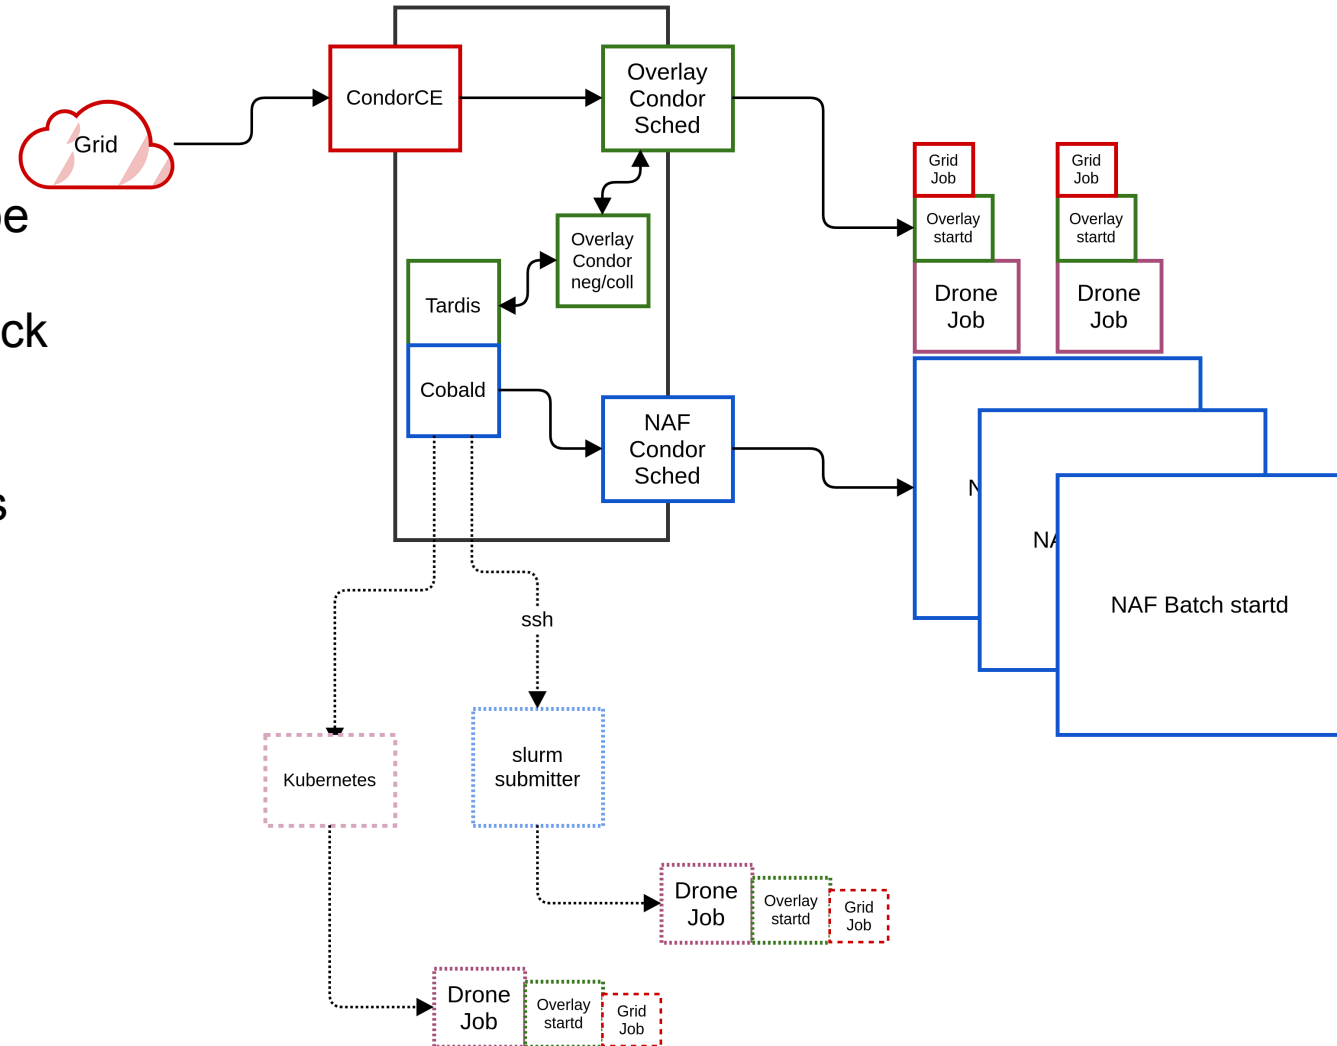 Overlay
Condor
Sched
CondorCE
Grid
Grid
Job
Grid
Job
Overlay
startd
Overlay
startd
Overlay
Condor
neg/coll
Tardis
Drone
Job
Drone
Job
ck
Cobald
NAF
Condor
Sched
NAF Batch startd
ssh
slurm
submitter
Kubernetes
Drone
Job
Overlay
startd
Grid
Job
Drone
Job
Overlay
startd
Grid
Job